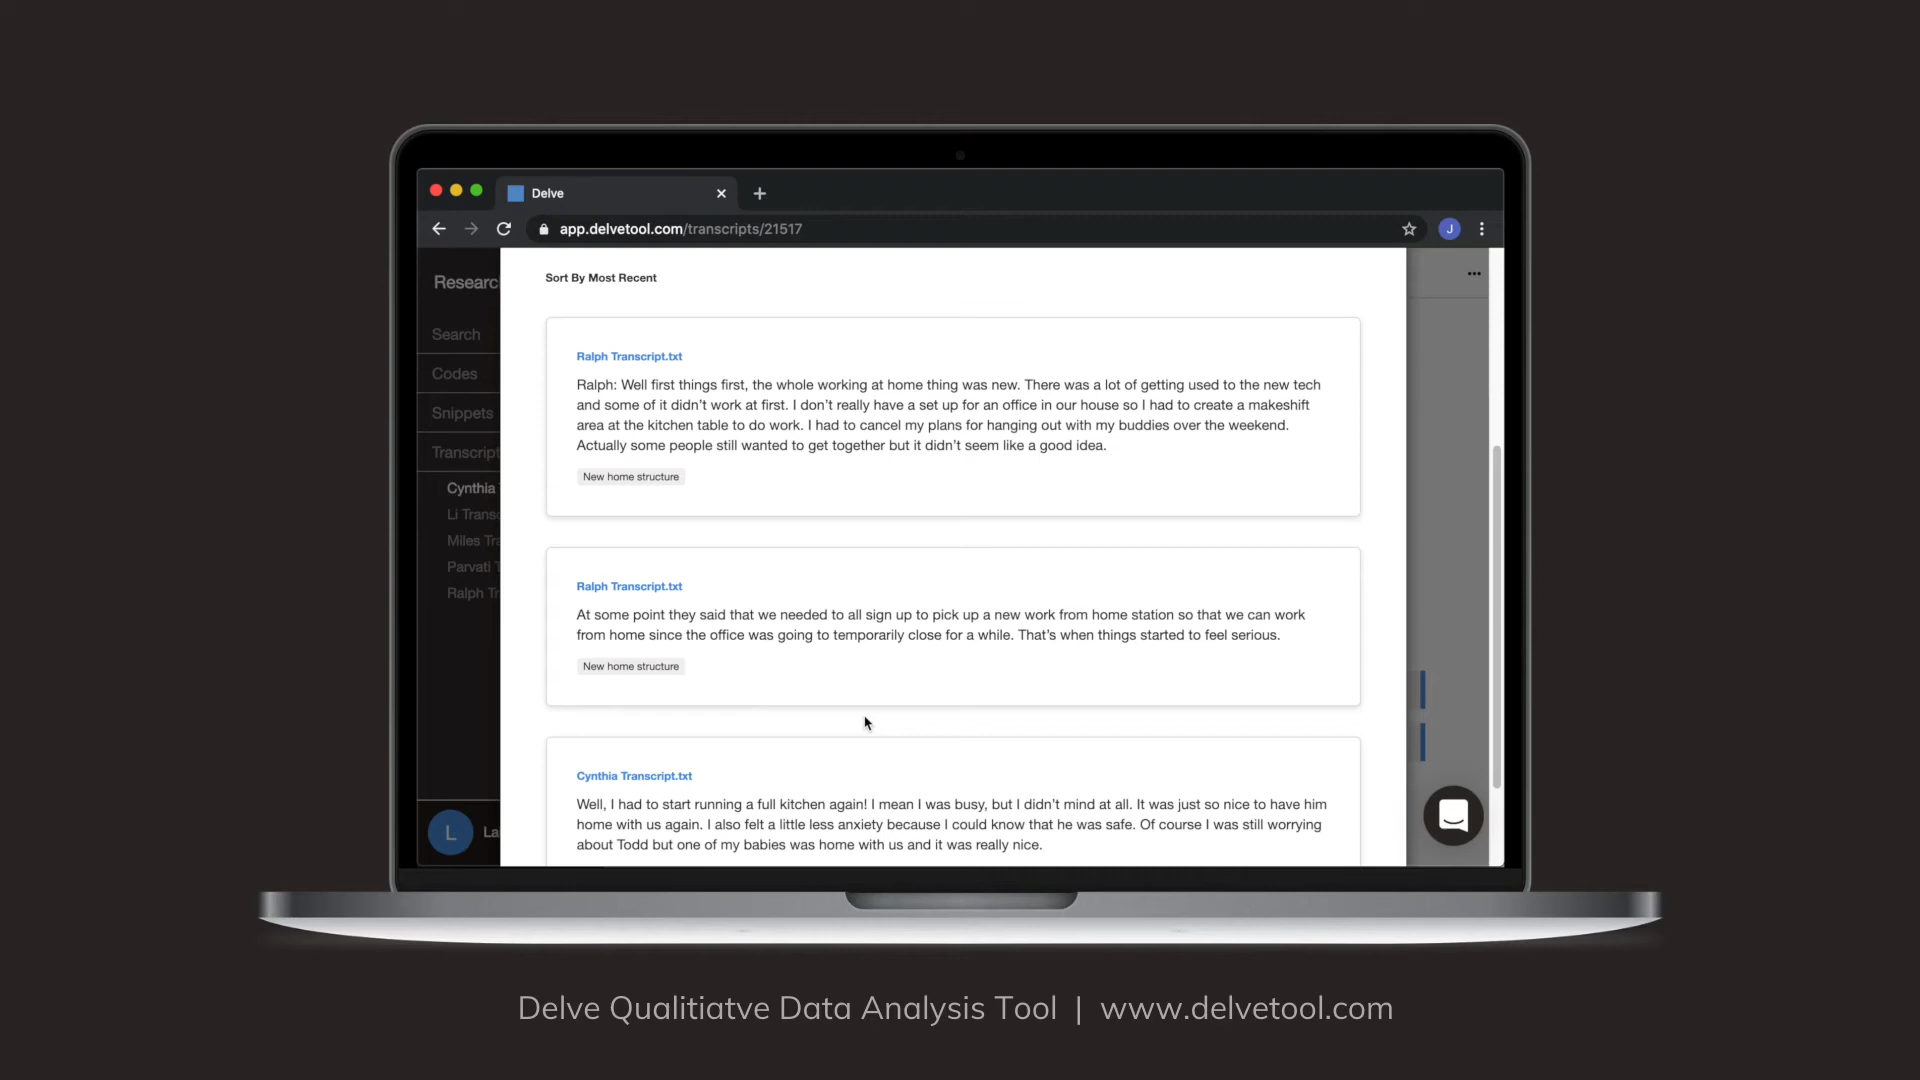 Delve
app.delvetool.com/transcripts/21517
J
Sort By Most Recent
Researc
Search
Codes
Snippets
Transcript
Cynthia
Li Trans
Miles Tra
Parvati T
Ralph Tr
L
La
Ralph Transcript.txt
Ralph: Well first things first, the whole working at home thing was new. There was a lot of getting used to the new tech
and some of it didn’t work at first. I don’t really have a set up for an office in our house so I had to create a makeshift
area at the kitchen table to do work. I had to cancel my plans for hanging out with my buddies over the weekend.
Actually some people still wanted to get together but it didn’t seem like a good idea.
New home structure
Ralph Transcript.txt
At some point they said that we needed to all sign up to pick up a new work from home station so that we can work
from home since the office was going to temporarily close for a while. That’s when things started to feel serious.
New home structure
Cynthia Transcript.txt
Well, I had to start running a full kitchen again! I mean I was busy, but I didn’t mind at all. It was just so nice to have him
home with us again. I also felt a little less anxiety because I could know that he was safe. Of course I was still worrying
about Todd but one of my babies was home with us and it was really nice.
Delve Qualitiatve Data Analysis Tool | www.delvetool.com